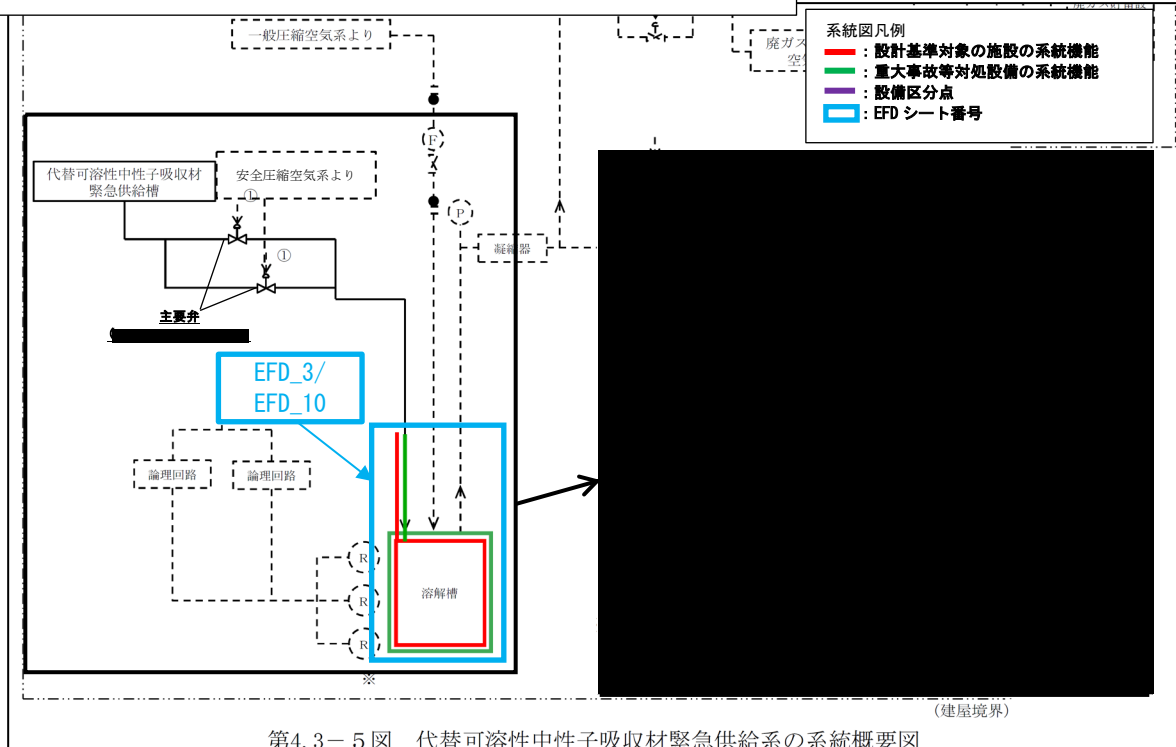 一般圧縮空気系より
廃ガス
系統図凡例
：設計基準対象の施設の系統機能
：重大事故等対処設備の系統機能
：設備区分点
：EFD シート番号
F
代替可溶性中性子吸収材
緊急供給槽
安全圧縮空気系より
①
P
凝縮器
①
主要弁
EFD_3/
EFD_10
論理回路
論理回路
R
溶解槽
R
R
※
(建屋境界)
第4.3－5図　代替可溶性中性子吸収材緊急供給系の系統概要図